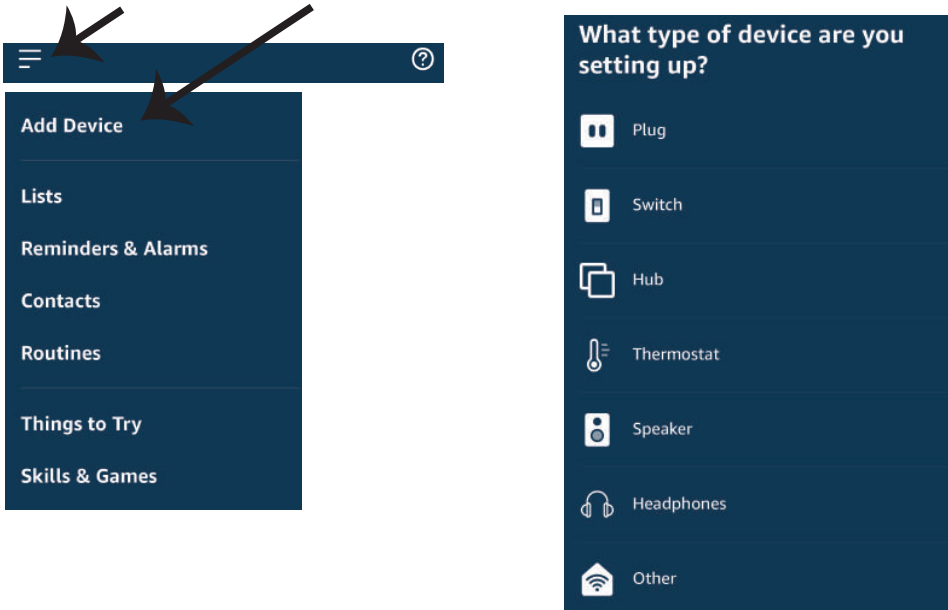 Add Device
Lists
Reminders & Alarms
Contacts
Routines
Things to Try
Skills & Games
What type of device are you
setting up?
Plug
Switch
Hub
Thermostat
Speaker
Headphones
Other